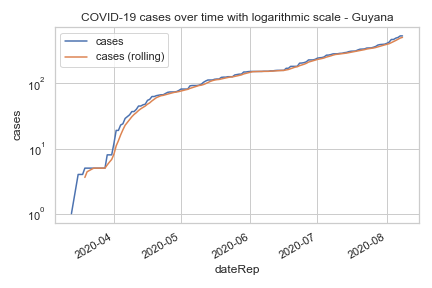 COVID-19 cases over time with logarithmic scale - Guyana
cases
cases (rolling)
10²
10¹
10⁰
cases
2020-04
2020-05
2020-06
2020-07
2020-08
dateRep